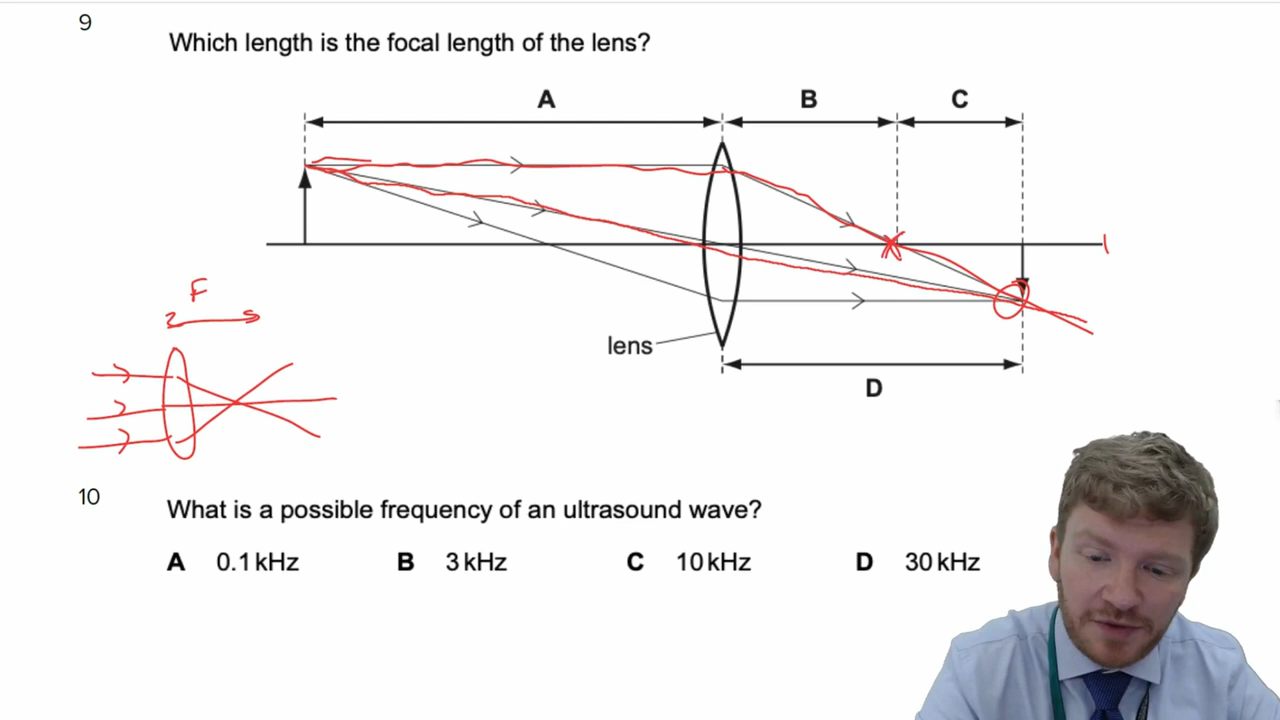 9
Which length is the focal length of the lens?
A B C
lens
D
F
10
What is a possible frequency of an ultrasound wave?
A 0.1 kHz B 3 kHz C 10 kHz D 30 kHz